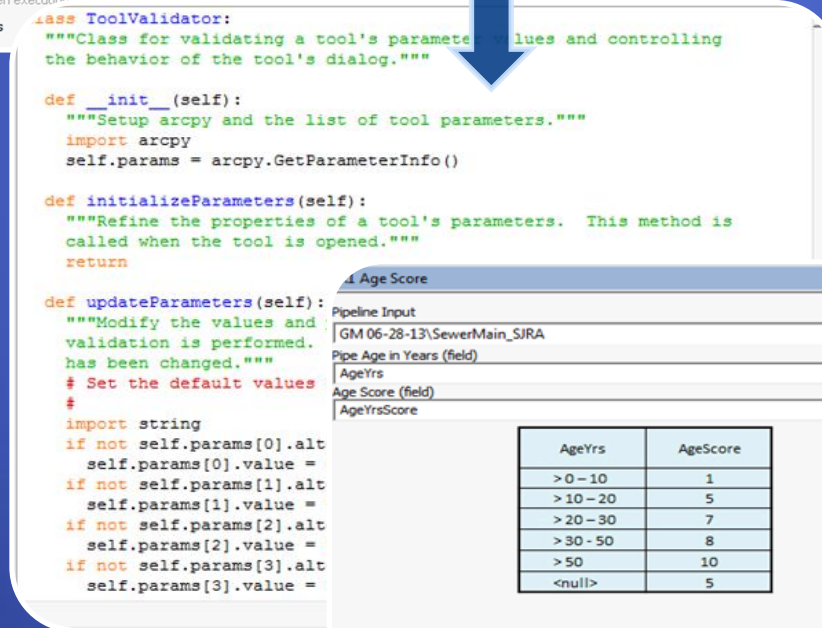 class ToolValidator:
"""Class for validating a tool's parameter values and controlling
the behavior of the tool's dialog."""
def __init__(self):
"""Setup arcpy and the list of tool parameters."""
import arcpy
self.params = arcpy.GetParameterInfo()
def initializeParameters(self):
"""Refine the properties of a tool's parameters.  This method is
called when the tool is opened."""
return
def updateParameters(self):
"""Modify the values and
validation is performed.
has been changed."""
# Set the default values
#
import string
if not self.params[0].alt
self.params[0].value =
if not self.params[1].alt
self.params[1].value =
if not self.params[2].alt
self.params[2].value =
if not self.params[3].alt
self.params[3].value =
Age Score
Pipeline Input
GM 06-28-13\SewerMain_SJRA
Pipe Age in Years (field)
AgeYrs
Age Score (field)
AgeYrsScore
AgeYrs AgeScore
> 0 – 10 1
> 10 – 20 5
> 20 – 30 7
> 30 - 50 8
> 50 10
<null> 5